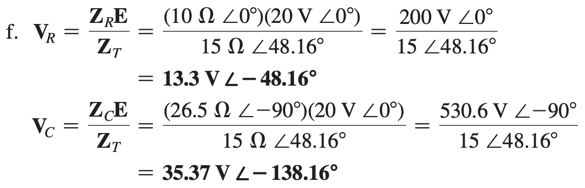 f. V_R = Z_R E / Z_T = (10 Ω ∠0°)(20 V ∠0°) / 15 Ω ∠48.16° = 200 V ∠0° / 15 ∠48.16°
= 13.3 V ∠−48.16°
V_C = Z_C E / Z_T = (26.5 Ω ∠−90°)(20 V ∠0°) / 15 Ω ∠48.16° = 530.6 V ∠−90° / 15 ∠48.16°
= 35.37 V ∠−138.16°